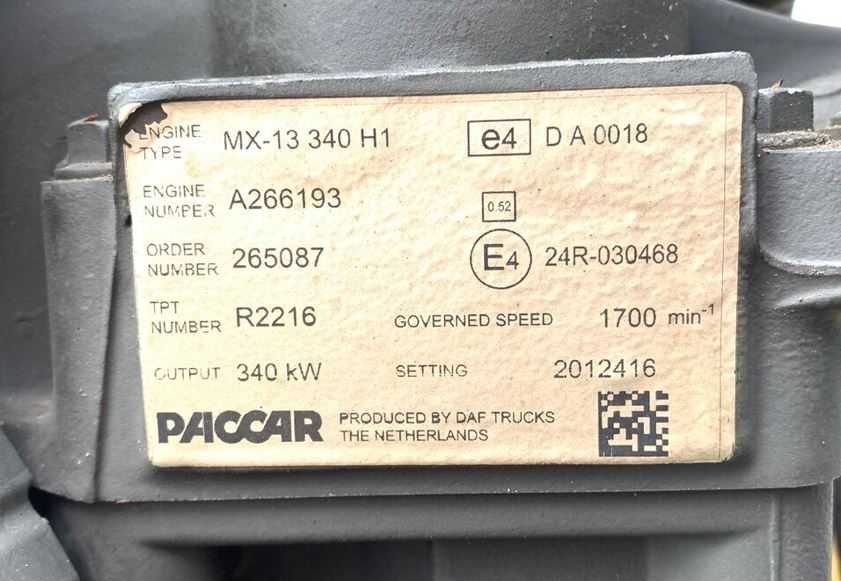 ENGINE TYPE MX-13 340 H1 e4 D A 0018
ENGINE NUMBER A266193 0.52
ORDER NUMBER 265087 E4 24R-030468
TPT NUMBER R2216 GOVERNED SPEED 1700 min-1
OUTPUT 340 kW SETTING 2012416
PACCAR PRODUCED BY DAF TRUCKS
THE NETHERLANDS